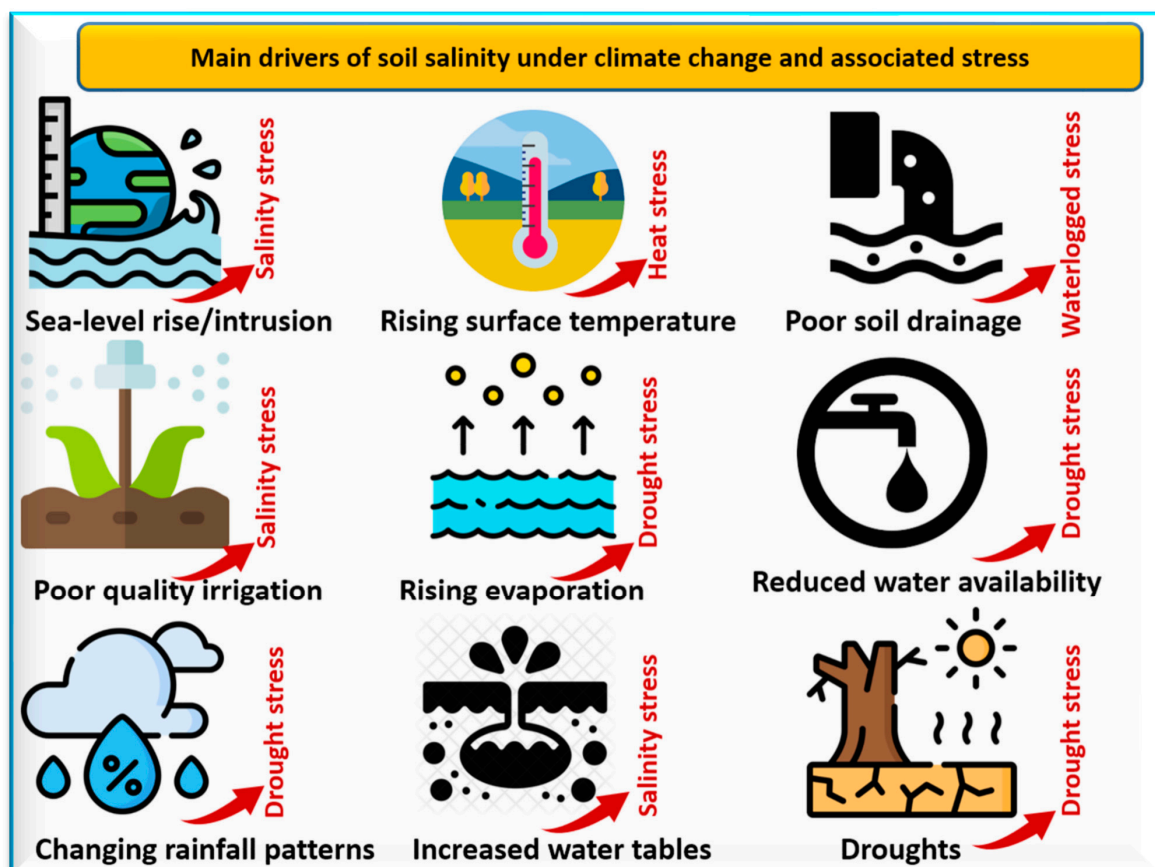 Main drivers of soil salinity under climate change and associated stress
Salinity stress
Sea-level rise/intrusion
Heat stress
Rising surface temperature
Waterlogged stress
Poor soil drainage
Salinity stress
Poor quality irrigation
Drought stress
Rising evaporation
Drought stress
Reduced water availability
%
Drought stress
Changing rainfall patterns
Salinity stress
Increased water tables
Drought stress
Droughts